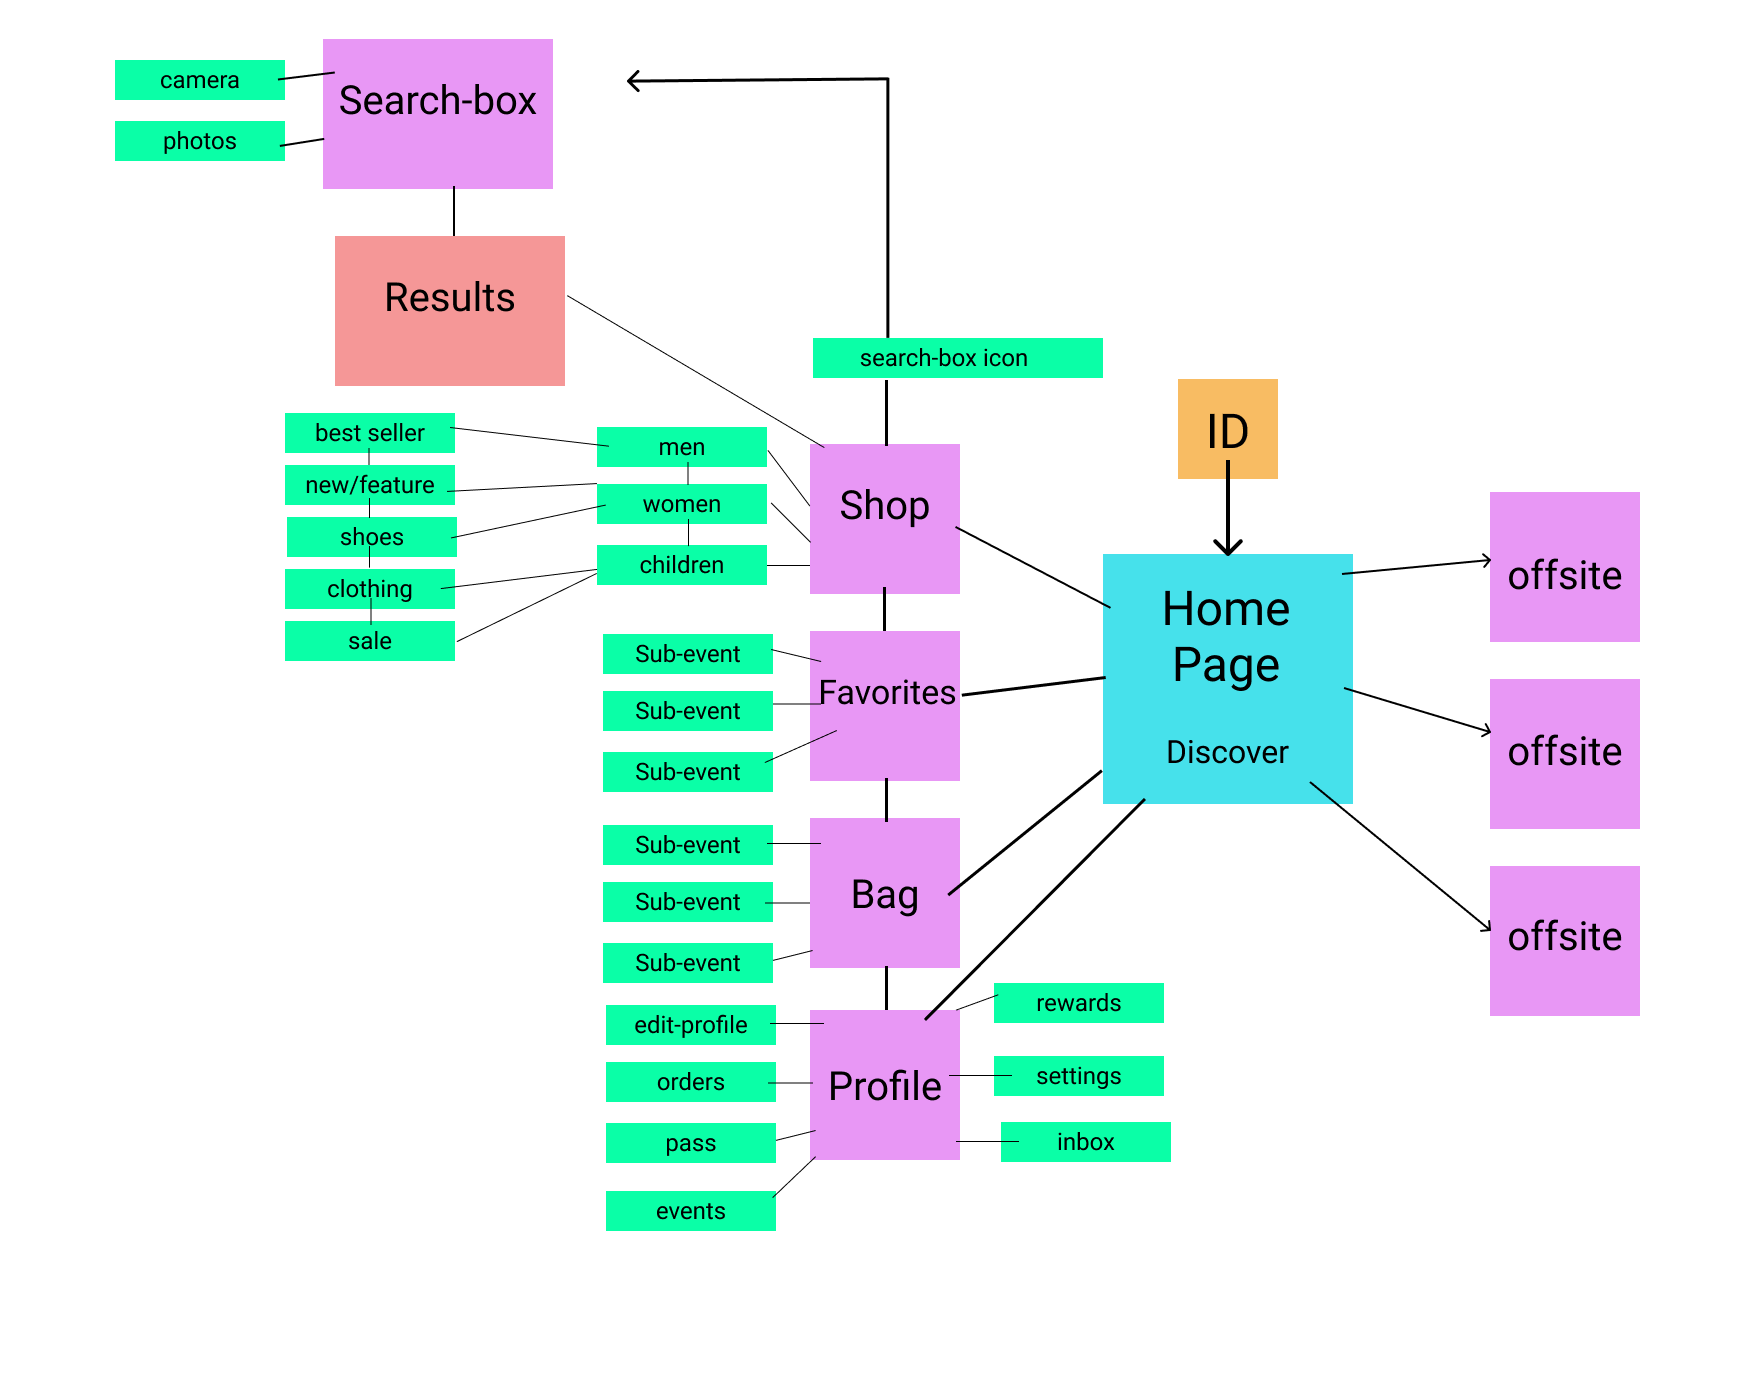 camera
photos
Search-box
Results
search-box icon
ID
best seller
new/feature
shoes
clothing
sale
men
women
children
Shop
Home
Page
Discover
offsite
offsite
offsite
Sub-event
Sub-event
Sub-event
Favorites
Sub-event
Sub-event
Sub-event
Bag
edit-profile
orders
pass
events
Profile
rewards
settings
inbox